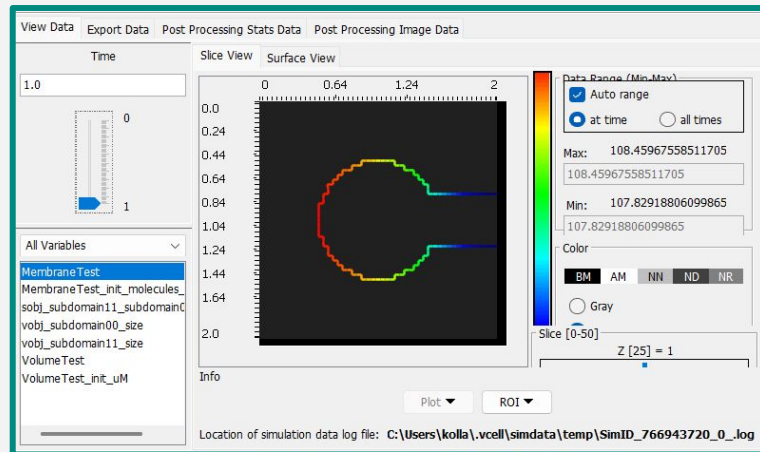 View Data Export Data Post Processing Stats Data Post Processing Image Data
Time
1.0
0
1
All Variables
MembraneTest
MembraneTest_init_molecules_
sobj_subdomain11_subdomain0
vobj_subdomain00_size
vobj_subdomain11_size
VolumeTest
VolumeTest_init_uM
Slice View Surface View
0 0.64 1.24 2
0.0
0.24
0.44
0.64
0.84
1.04
1.24
1.44
1.64
2.0
Data Range (Min-Max)
Auto range
at time all times
Max: 108.45967558511705
108.45967558511705
Min: 107.82918806099865
107.82918806099865
Color
BM AM NN ND NR
Gray
Slice [0-50]
Z [25] = 1
Info
Plot ROI
Location of simulation data log file: C:\Users\kolla\.vcell\simdata\temp\SimID_766943720_0_.log